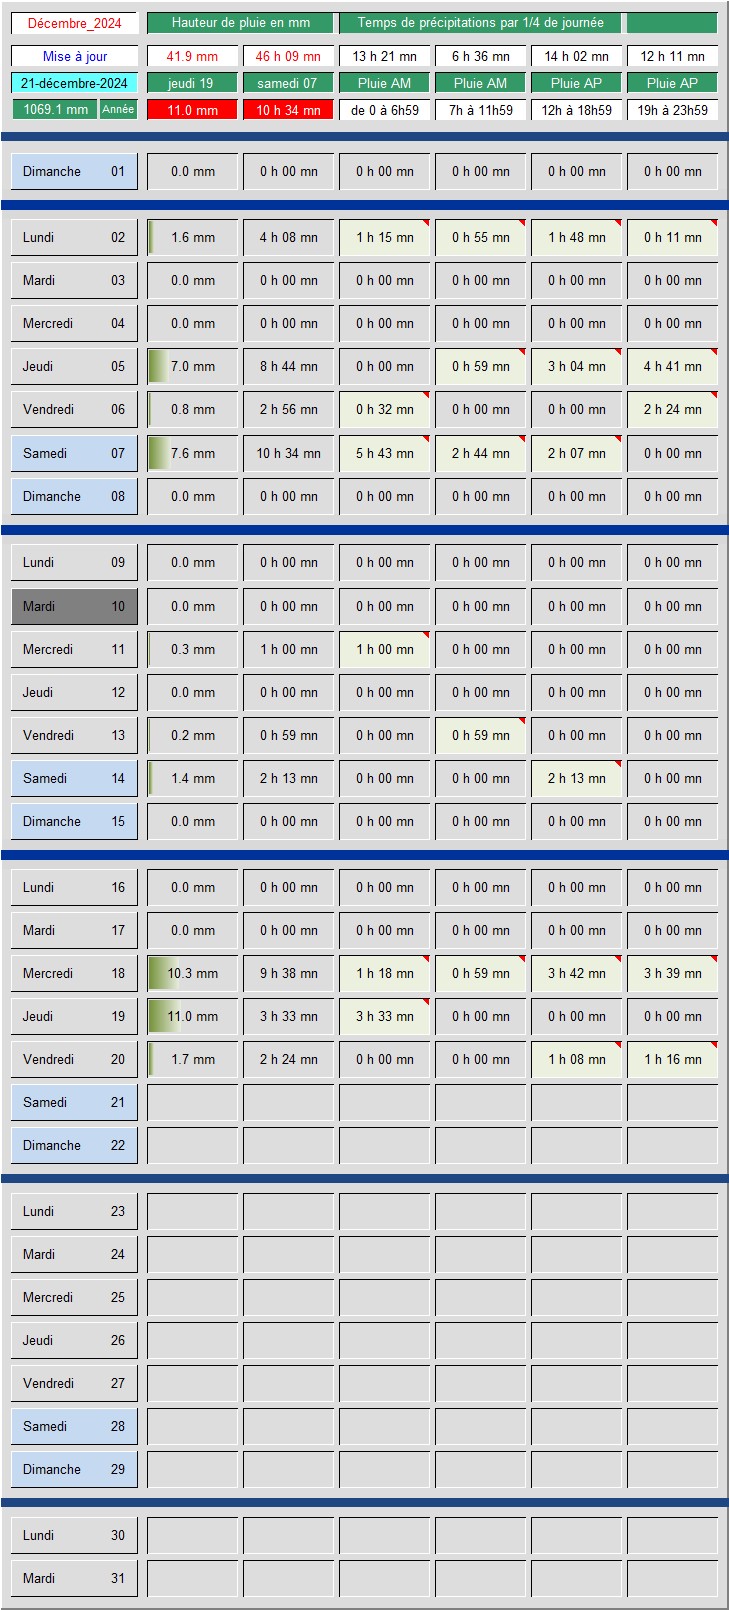 Décembre_2024 Hauteur de pluie en mm Temps de précipitations par 1/4 de journée
Mise à jour 41.9 mm 46 h 09 mn 13 h 21 mn 6 h 36 mn 14 h 02 mn 12 h 11 mn
21-décembre-2024 jeudi 19 samedi 07 Pluie AM Pluie AM Pluie AP Pluie AP
1069.1 mm Année 11.0 mm 10 h 34 mn de 0 à 6h59 7h à 11h59 12h à 18h59 19h à 23h59
Dimanche 01 0.0 mm 0 h 00 mn 0 h 00 mn 0 h 00 mn 0 h 00 mn 0 h 00 mn
Lundi 02 1.6 mm 4 h 08 mn 1 h 15 mn 0 h 55 mn 1 h 48 mn 0 h 11 mn
Mardi 03 0.0 mm 0 h 00 mn 0 h 00 mn 0 h 00 mn 0 h 00 mn 0 h 00 mn
Mercredi 04 0.0 mm 0 h 00 mn 0 h 00 mn 0 h 00 mn 0 h 00 mn 0 h 00 mn
Jeudi 05 7.0 mm 8 h 44 mn 0 h 00 mn 0 h 59 mn 3 h 04 mn 4 h 41 mn
Vendredi 06 0.8 mm 2 h 56 mn 0 h 32 mn 0 h 00 mn 0 h 00 mn 2 h 24 mn
Samedi 07 7.6 mm 10 h 34 mn 5 h 43 mn 2 h 44 mn 2 h 07 mn 0 h 00 mn
Dimanche 08 0.0 mm 0 h 00 mn 0 h 00 mn 0 h 00 mn 0 h 00 mn 0 h 00 mn
Lundi 09 0.0 mm 0 h 00 mn 0 h 00 mn 0 h 00 mn 0 h 00 mn 0 h 00 mn
Mardi 10 0.0 mm 0 h 00 mn 0 h 00 mn 0 h 00 mn 0 h 00 mn 0 h 00 mn
Mercredi 11 0.3 mm 1 h 00 mn 1 h 00 mn 0 h 00 mn 0 h 00 mn 0 h 00 mn
Jeudi 12 0.0 mm 0 h 00 mn 0 h 00 mn 0 h 00 mn 0 h 00 mn 0 h 00 mn
Vendredi 13 0.2 mm 0 h 59 mn 0 h 00 mn 0 h 59 mn 0 h 00 mn 0 h 00 mn
Samedi 14 1.4 mm 2 h 13 mn 0 h 00 mn 0 h 00 mn 2 h 13 mn 0 h 00 mn
Dimanche 15 0.0 mm 0 h 00 mn 0 h 00 mn 0 h 00 mn 0 h 00 mn 0 h 00 mn
Lundi 16 0.0 mm 0 h 00 mn 0 h 00 mn 0 h 00 mn 0 h 00 mn 0 h 00 mn
Mardi 17 0.0 mm 0 h 00 mn 0 h 00 mn 0 h 00 mn 0 h 00 mn 0 h 00 mn
Mercredi 18 10.3 mm 9 h 38 mn 1 h 18 mn 0 h 59 mn 3 h 42 mn 3 h 39 mn
Jeudi 19 11.0 mm 3 h 33 mn 3 h 33 mn 0 h 00 mn 0 h 00 mn 0 h 00 mn
Vendredi 20 1.7 mm 2 h 24 mn 0 h 00 mn 0 h 00 mn 1 h 08 mn 1 h 16 mn
Samedi 21
Dimanche 22
Lundi 23
Mardi 24
Mercredi 25
Jeudi 26
Vendredi 27
Samedi 28
Dimanche 29
Lundi 30
Mardi 31